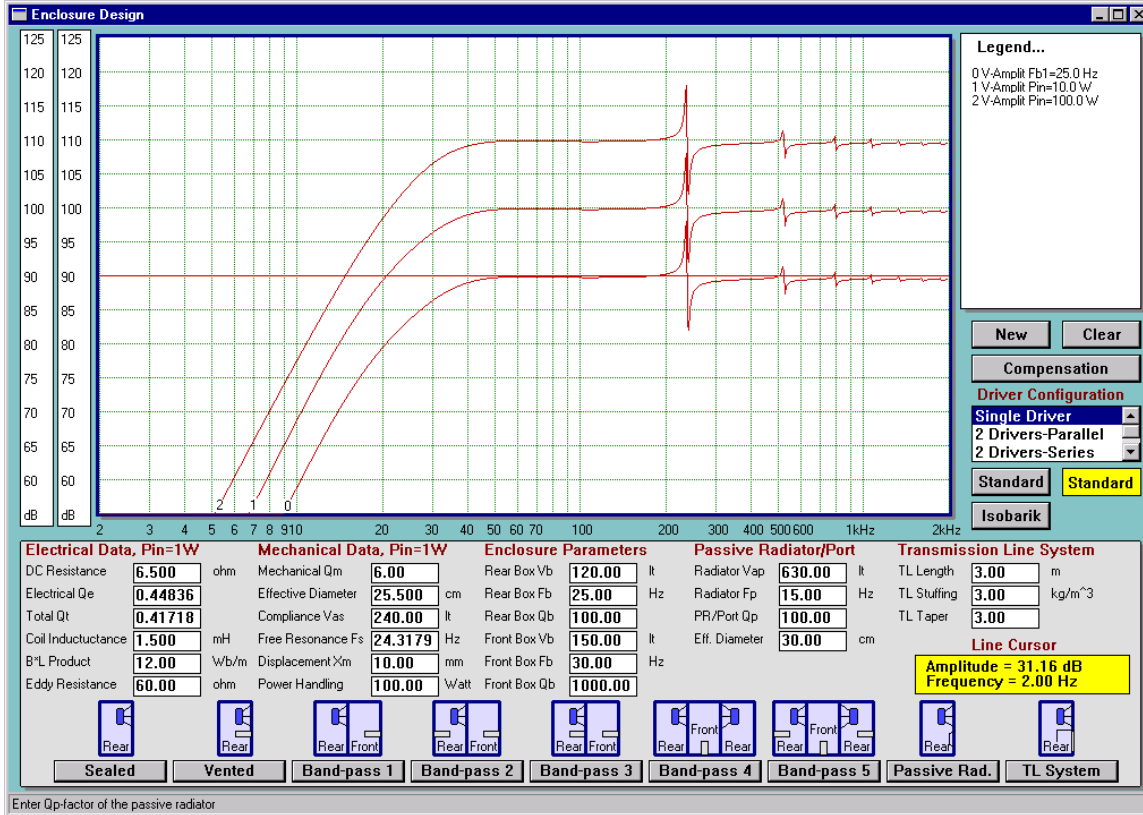 Enclosure Design
125 125
120 120
115 115
110 110
105 105
100 100
95 95
90 90
85 85
80 80
75 75
70 70
65 65
60 60
dB dB
2 1 0
2 3 4 5 6 7 8 9 10 20 30 40 50 60 70 100 200 300 400 500 600 1kHz 2kHz
Legend...
0 V-Amplit Fb1=25.0 Hz
1 V-Amplit Pin=10.0 W
2 V-Amplit Pin=100.0 W
New Clear
Compensation
Driver Configuration
Single Driver
2 Drivers-Parallel
2 Drivers-Series
Standard Standard
Isobarik
Electrical Data, Pin=1W Mechanical Data, Pin=1W Enclosure Parameters Passive Radiator/Port Transmission Line System
DC Resistance 6.500 ohm Mechanical Qm 6.00 Rear Box Vb 120.00 lt Radiator Vap 630.00 lt TL Length 3.00 m
Electrical Qe 0.44836 Effective Diameter 25.500 cm Rear Box Fb 25.00 Hz Radiator Fp 15.00 Hz TL Stuffing 3.00 kg/m^3
Total Qt 0.41718 Compliance Vas 240.00 lt Rear Box Qb 100.00 PR/Port Qp 100.00 TL Taper 3.00
Coil Inductuctance 1.500 mH Free Resonance Fs 24.3179 Hz Front Box Vb 150.00 lt Eff. Diameter 30.00 cm
B*L Product 12.00 Wb/m Displacement Xm 10.00 mm Front Box Fb 30.00 Hz
Eddy Resistance 60.00 ohm Power Handling 100.00 Watt Front Box Qb 1000.00
Line Cursor
Amplitude = 31.16 dB
Frequency = 2.00 Hz
Rear Rear Rear Front Rear Front Rear Front Rear Front Rear Rear Front Rear Rear Rear
Sealed Vented Band-pass 1 Band-pass 2 Band-pass 3 Band-pass 4 Band-pass 5 Passive Rad. TL System
Enter Qp-factor of the passive radiator